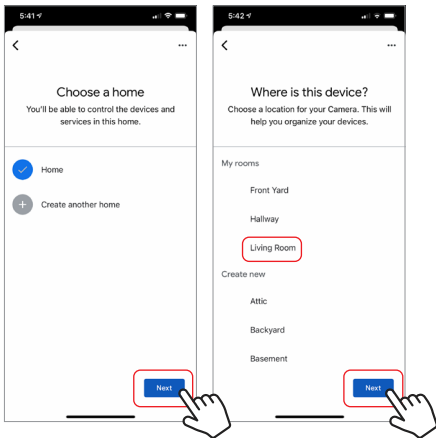 5:41
Choose a home
You'll be able to control the devices and
services in this home.
Home
Create another home
Next
5:42
Where is this device?
Choose a location for your Camera. This will
help you organize your devices.
My rooms
Front Yard
Hallway
Living Room
Create new
Attic
Backyard
Basement
Next